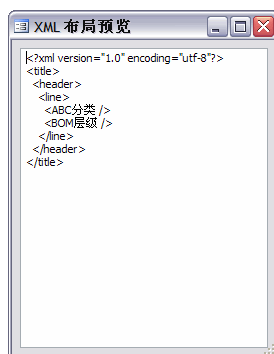 XML 布局预览
<?xml version="1.0" encoding="utf-8"?>
<title>
<header>
<line>
<ABC分类 />
<BOM层级 />
</line>
</header>
</title>